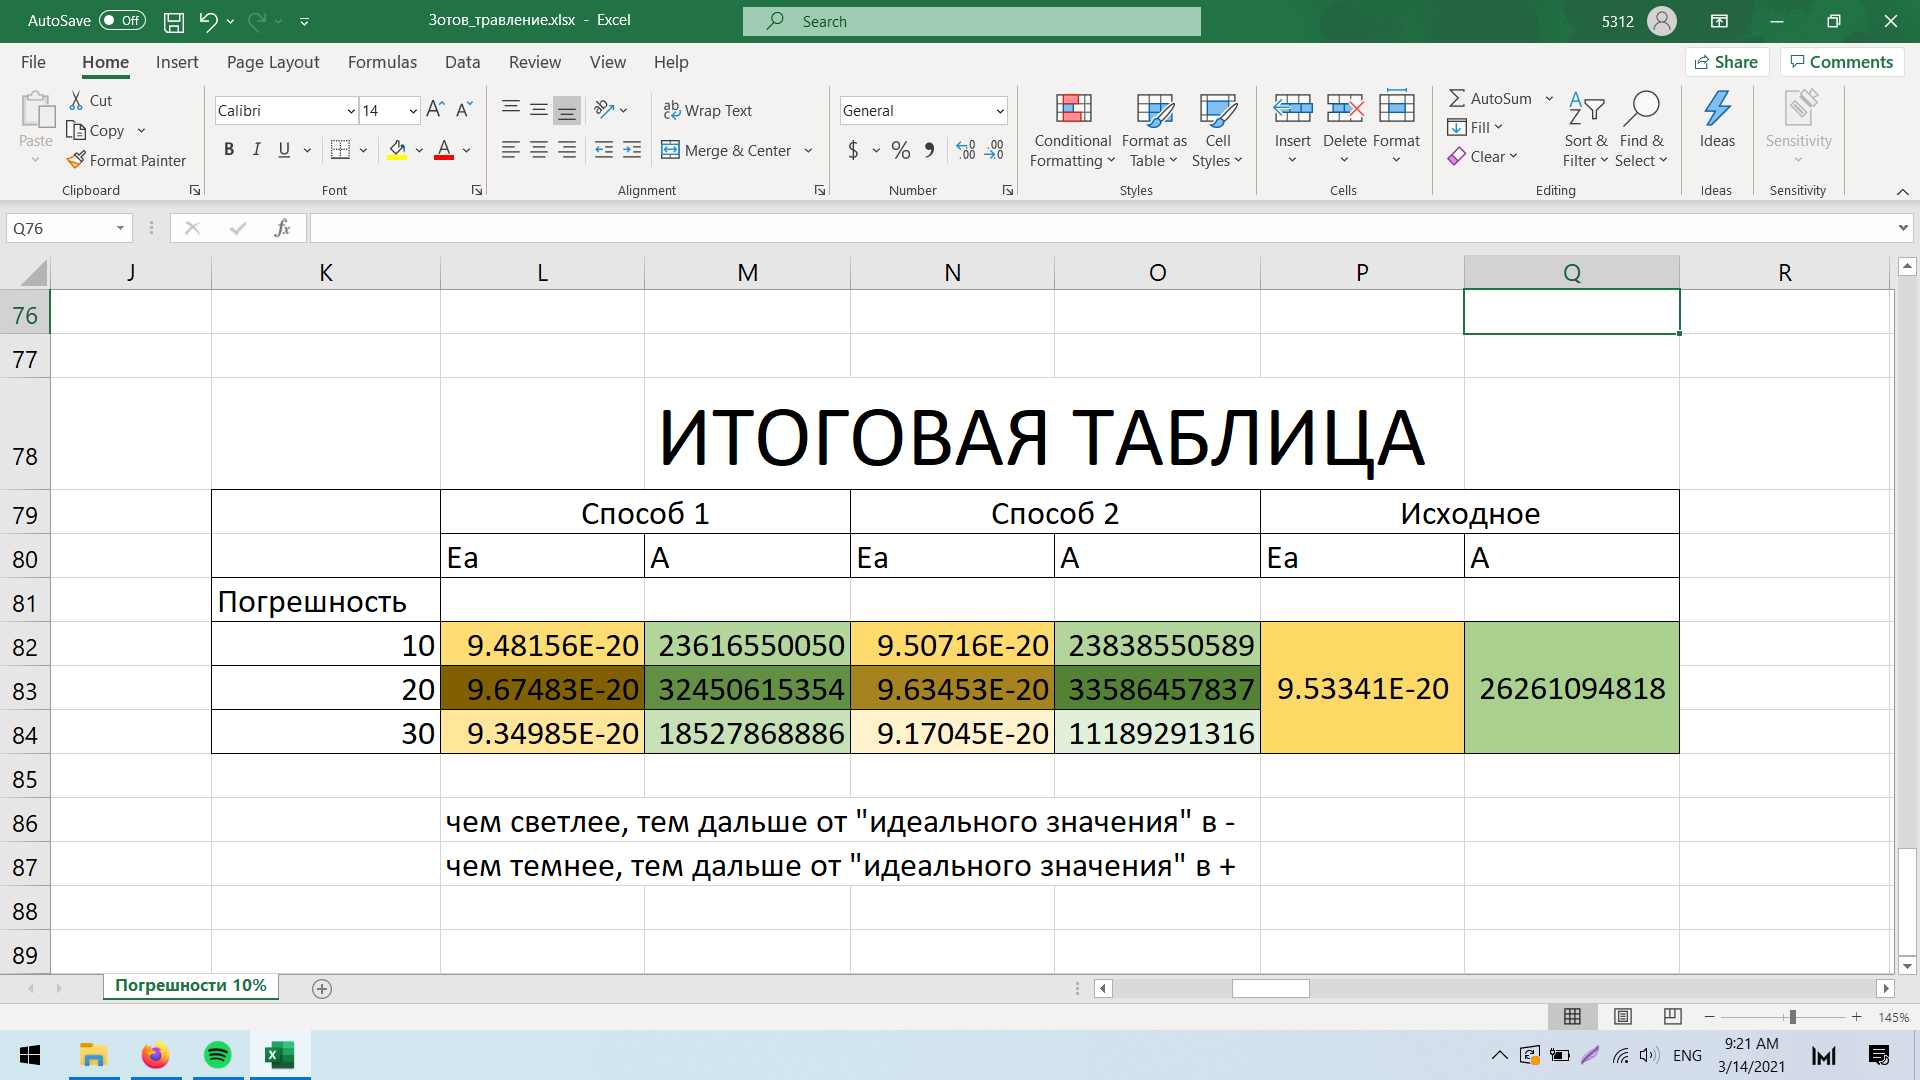 AutoSave Off Зотов_травление.xlsx - Excel Search 5312
File Home Insert Page Layout Formulas Data Review View Help Share Comments
Paste Cut Copy Format Painter
Calibri 14 A A
B I U A
Wrap Text
Merge & Center
General
$ % 9
Conditional Formatting
Format as Table
Cell Styles
Insert Delete Format
AutoSum
Fill
Clear
Sort & Filter
Find & Select
Ideas
Sensitivity
Clipboard Font Alignment Number Styles Cells Editing Ideas Sensitivity
Q76 fx
J K L M N O P Q R
76
77
78 ИТОГОВАЯ ТАБЛИЦА
79 Способ 1 Способ 2 Исходное
80 Ea A Ea A Ea A
81 Погрешность
82 10 9.48156E-20 23616550050 9.50716E-20 23838550589
83 20 9.67483E-20 32450615354 9.63453E-20 33586457837 9.53341E-20 26261094818
84 30 9.34985E-20 18527868886 9.17045E-20 11189291316
85
86 чем светлее, тем дальше от "идеального значения" в -
87 чем темнее, тем дальше от "идеального значения" в +
88
89
Погрешности 10%
145%
ENG 9:21 AM
3/14/2021